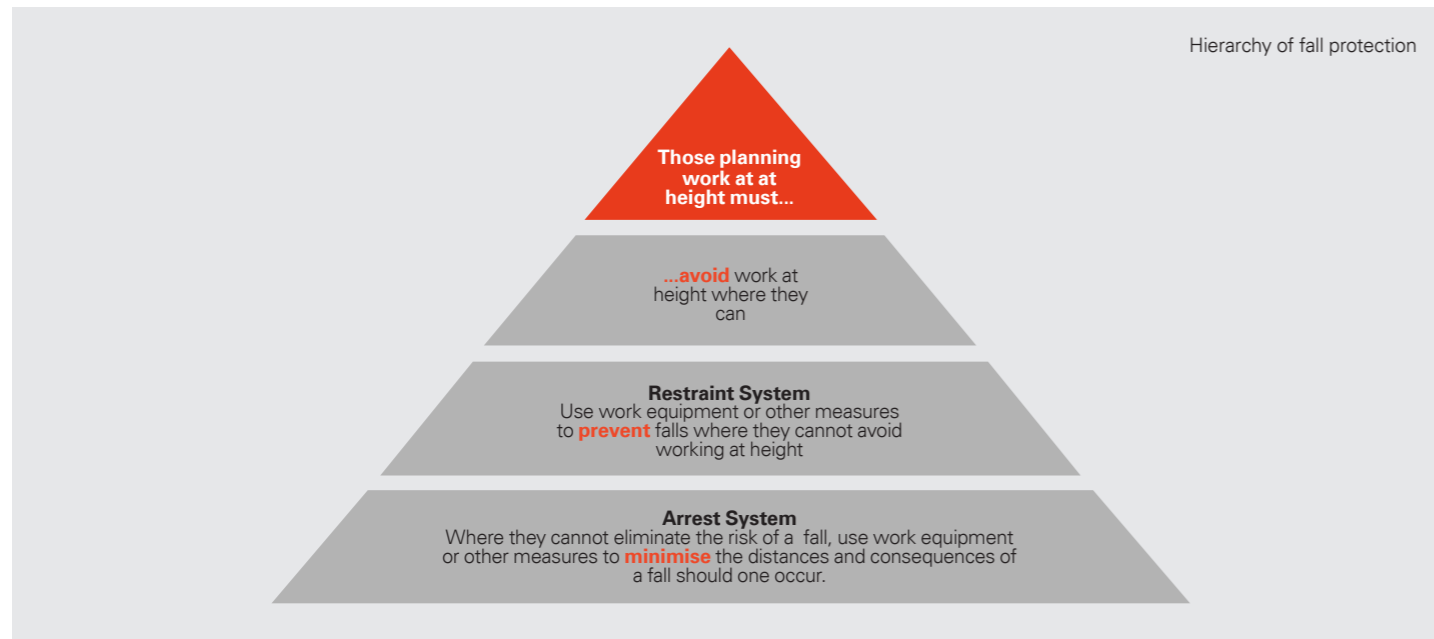 Hierarchy of fall protection
Those planning
work at at
height must...
...avoid work at
height where they
can
Restraint System
Use work equipment or other measures
to prevent falls where they cannot avoid
working at height
Arrest System
Where they cannot eliminate the risk of a  fall, use work equipment
or other measures to minimise the distances and consequences of
a fall should one occur.